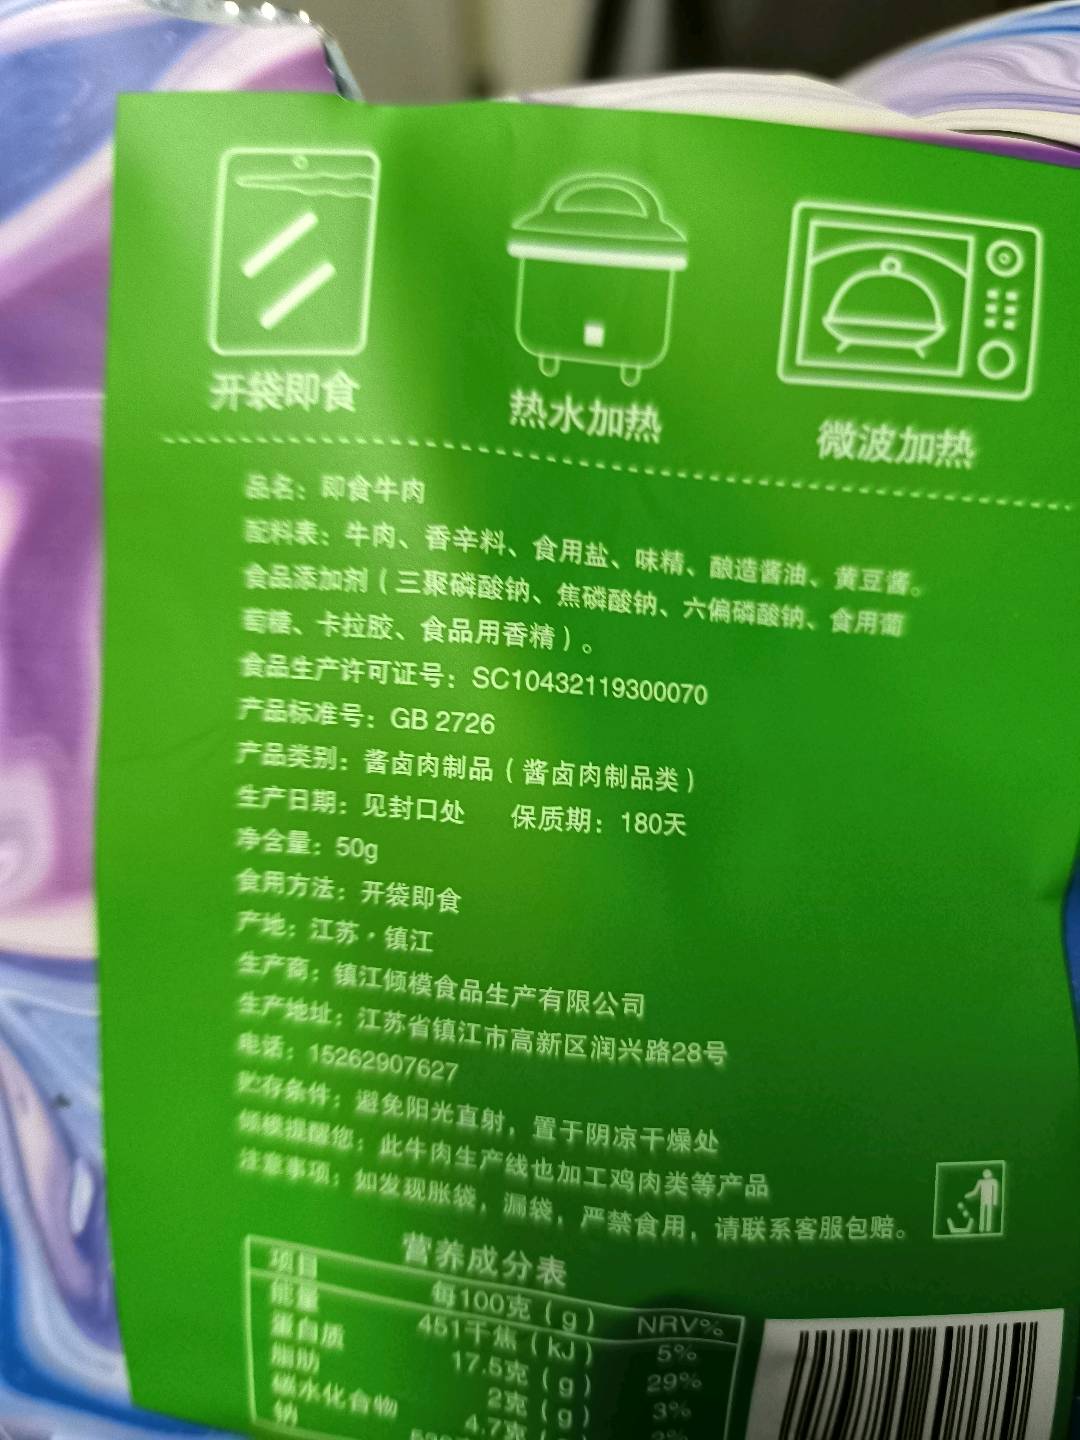 开袋即食
热水加热
微波加热
品名：即食牛肉
配料表：牛肉、香辛料、食用盐、味精、酿造酱油、黄豆酱。
食品添加剂（三聚磷酸钠、焦磷酸钠、六偏磷酸钠、食用葡
萄糖、卡拉胶、食品用香精）。
食品生产许可证号：SC10432119300070
产品标准号：GB 2726
产品类别：酱卤肉制品（酱卤肉制品类）
生产日期：见封口处 保质期：180天
净含量：50g
食用方法：开袋即食
产地：江苏·镇江
生产商：镇江倾模食品生产有限公司
生产地址：江苏省镇江市高新区润兴路28号
电话：15262907627
贮存条件：避免阳光直射，置于阴凉干燥处
倾模提醒您：此牛肉生产线也加工鸡肉类等产品
注意事项：如发现胀袋，漏袋，严禁食用，请联系客服包赔。
营养成分表
项目 每100克（g） NRV%
能量 451千焦（kJ） 5%
蛋白质 17.5克（g） 29%
脂肪 2克（g） 3%
碳水化合物 4.7克
钠